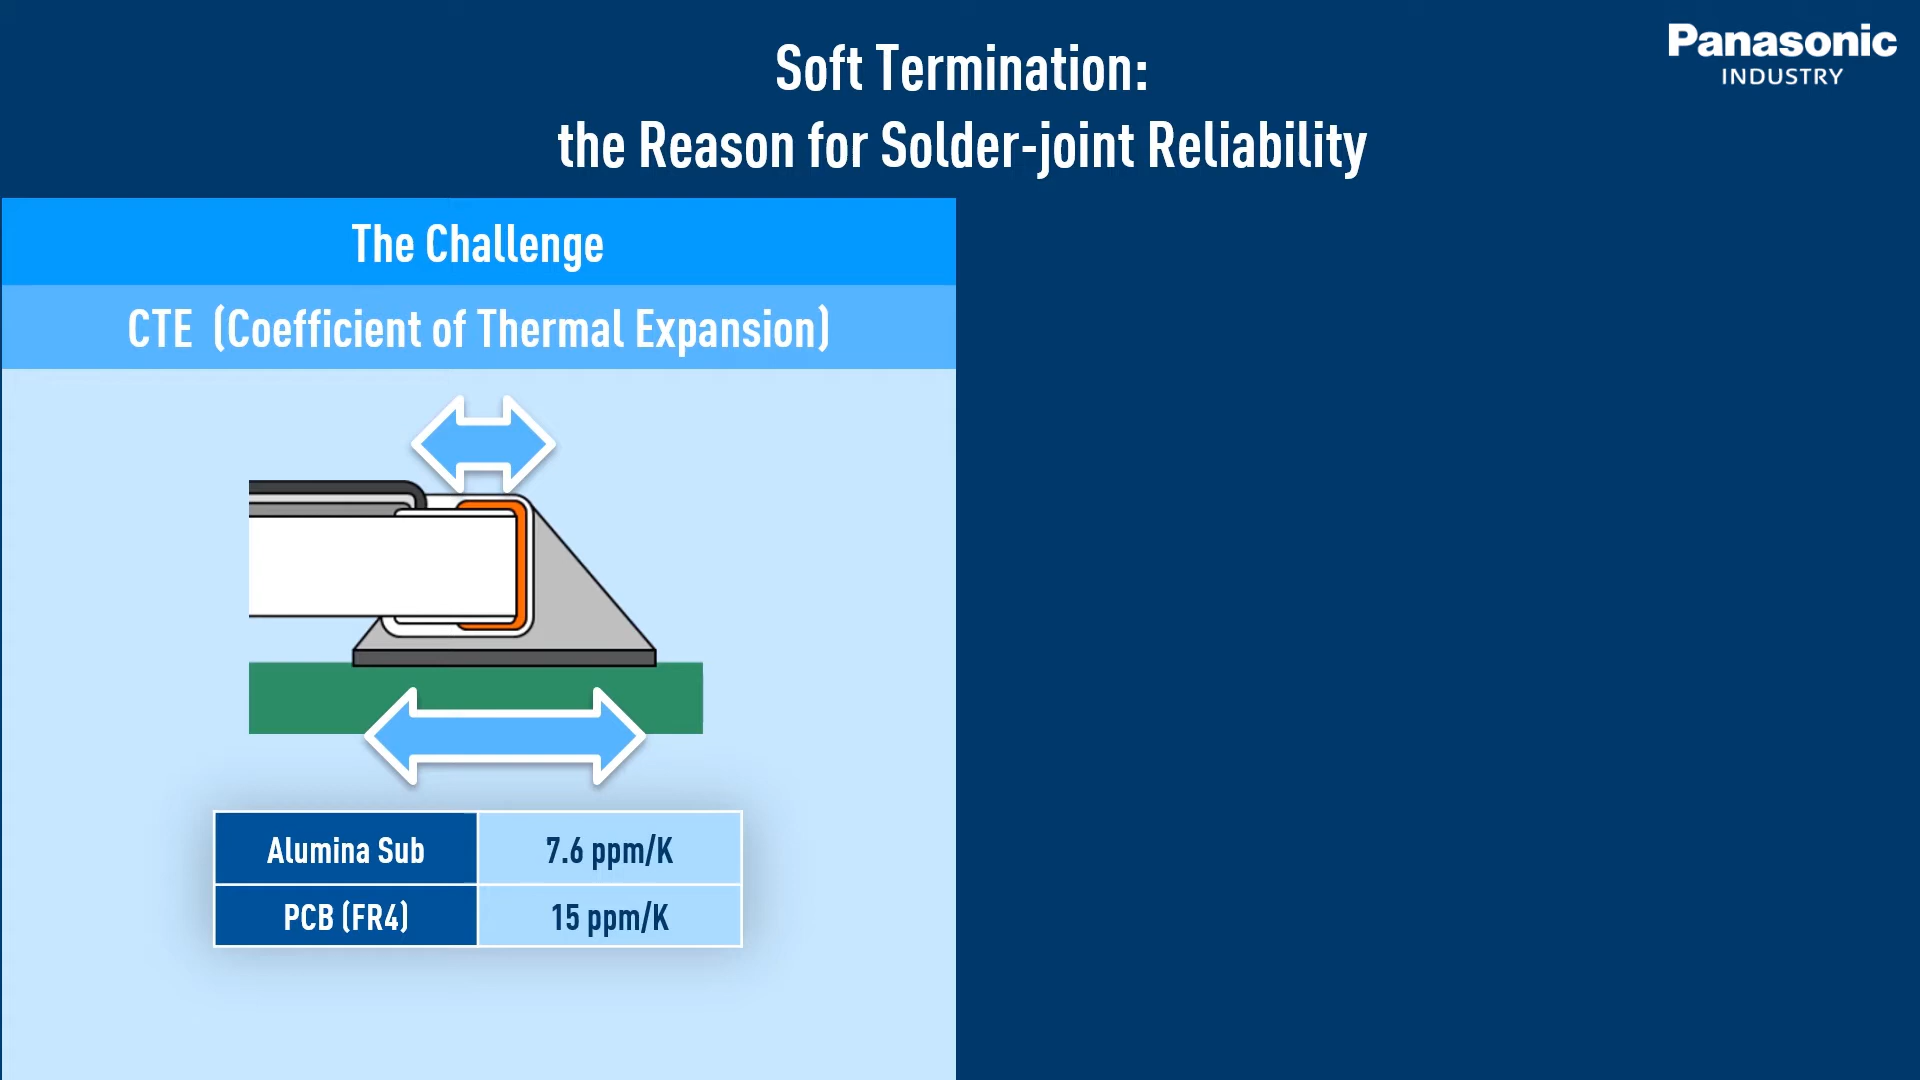 Panasonic
INDUSTRY
Soft Termination:
the Reason for Solder-joint Reliability
The Challenge
CTE (Coefficient of Thermal Expansion)
Alumina Sub 7.6 ppm/K
PCB (FR4) 15 ppm/K